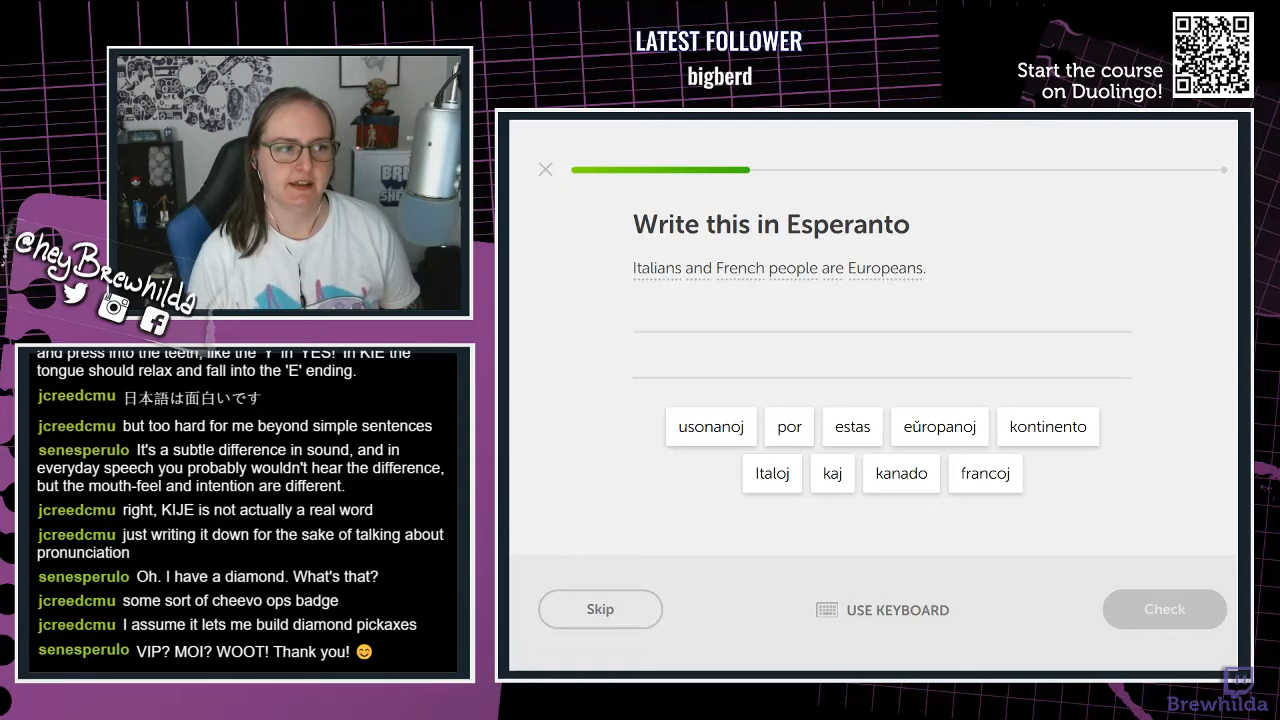 LATEST FOLLOWER
bigberd
Start the course
on Duolingo!
@heyBrewhilda
and press into the teeth, like the 'Y' in YES! In KIE the
tongue should relax and fall into the 'E' ending.
jcreedcmu 日本語は面白いです
jcreedcmu but too hard for me beyond simple sentences
senesperulo It's a subtle difference in sound, and in
everyday speech you probably wouldn't hear the difference,
but the mouth-feel and intention are different.
jcreedcmu right, KIJE is not actually a real word
jcreedcmu just writing it down for the sake of talking about
pronunciation
senesperulo Oh. I have a diamond. What's that?
jcreedcmu some sort of cheevo ops badge
jcreedcmu I assume it lets me build diamond pickaxes
senesperulo VIP? MOI? WOOT! Thank you! 😊
Write this in Esperanto
Italians and French people are Europeans.
usonanoj por estas eŭropanoj kontinento
Italoj kaj kanado francoj
Skip
USE KEYBOARD
Check
Brewhilda